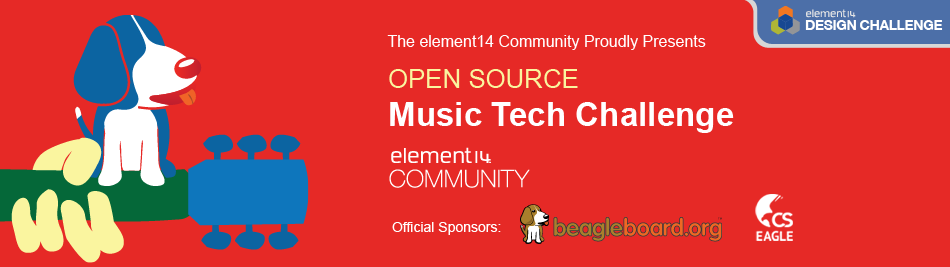 element14
DESIGN CHALLENGE
The element14 Community Proudly Presents
OPEN SOURCE
Music Tech Challenge
element14
COMMUNITY
Official Sponsors:
beagleboard.org
CS
EAGLE